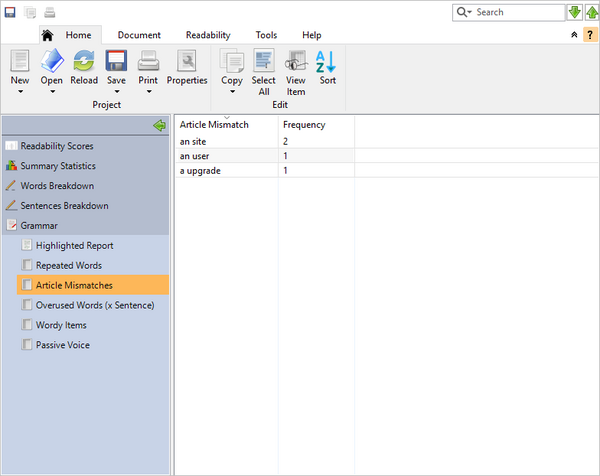 Search
?
Home Document Readability Tools Help
New Open Reload Save Print Properties Copy Select All View Item Sort
Project Edit
Readability Scores
Summary Statistics
Words Breakdown
Sentences Breakdown
Grammar
Highlighted Report
Repeated Words
Article Mismatches
Overused Words (x Sentence)
Wordy Items
Passive Voice
Article Mismatch Frequency
an site 2
an user 1
a upgrade 1